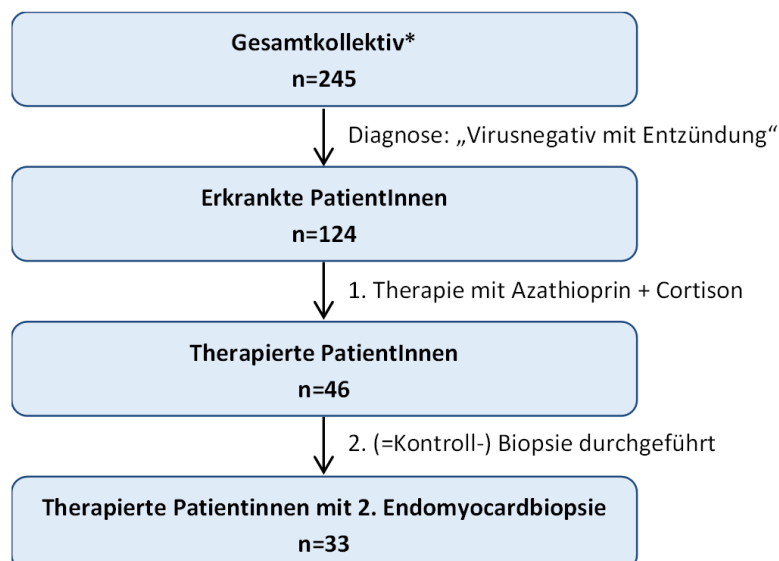 Gesamtkollektiv*
n=245
Diagnose: „Virusnegativ mit Entzündung“
Erkrankte PatientInnen
n=124
1. Therapie mit Azathioprin + Cortison
Therapierte PatientInnen
n=46
2. (=Kontroll-) Biopsie durchgeführt
Therapierte Patientinnen mit 2. Endomyocardbiopsie
n=33